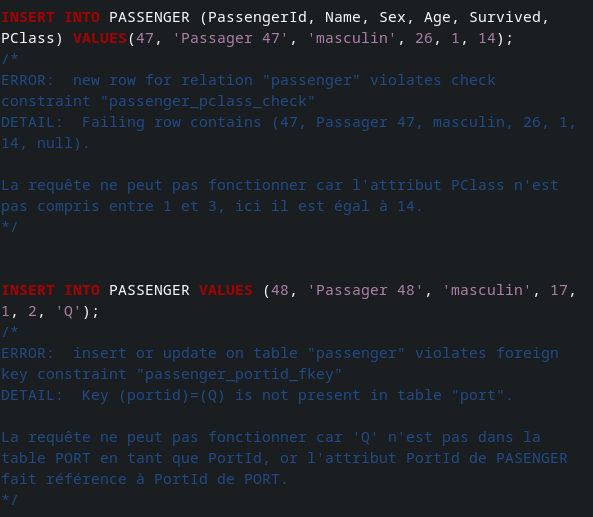 INSERT INTO PASSENGER (PassengerId, Name, Sex, Age, Survived,
PClass) VALUES(47, 'Passager 47', 'masculin', 26, 1, 14);
/*
ERROR:  new row for relation "passenger" violates check
constraint "passenger_pclass_check"
DETAIL:  Failing row contains (47, Passager 47, masculin, 26, 1,
14, null).
La requête ne peut pas fonctionner car l'attribut PClass n'est
pas compris entre 1 et 3, ici il est égal à 14.
*/
INSERT INTO PASSENGER VALUES (48, 'Passager 48', 'masculin', 17,
1, 2, 'Q');
/*
ERROR:  insert or update on table "passenger" violates foreign
key constraint "passenger_portid_fkey"
DETAIL:  Key (portid)=(Q) is not present in table "port".
La requête ne peut pas fonctionner car 'Q' n'est pas dans la
table PORT en tant que PortId, or l'attribut PortId de PASENGER
fait référence à PortId de PORT.
*/